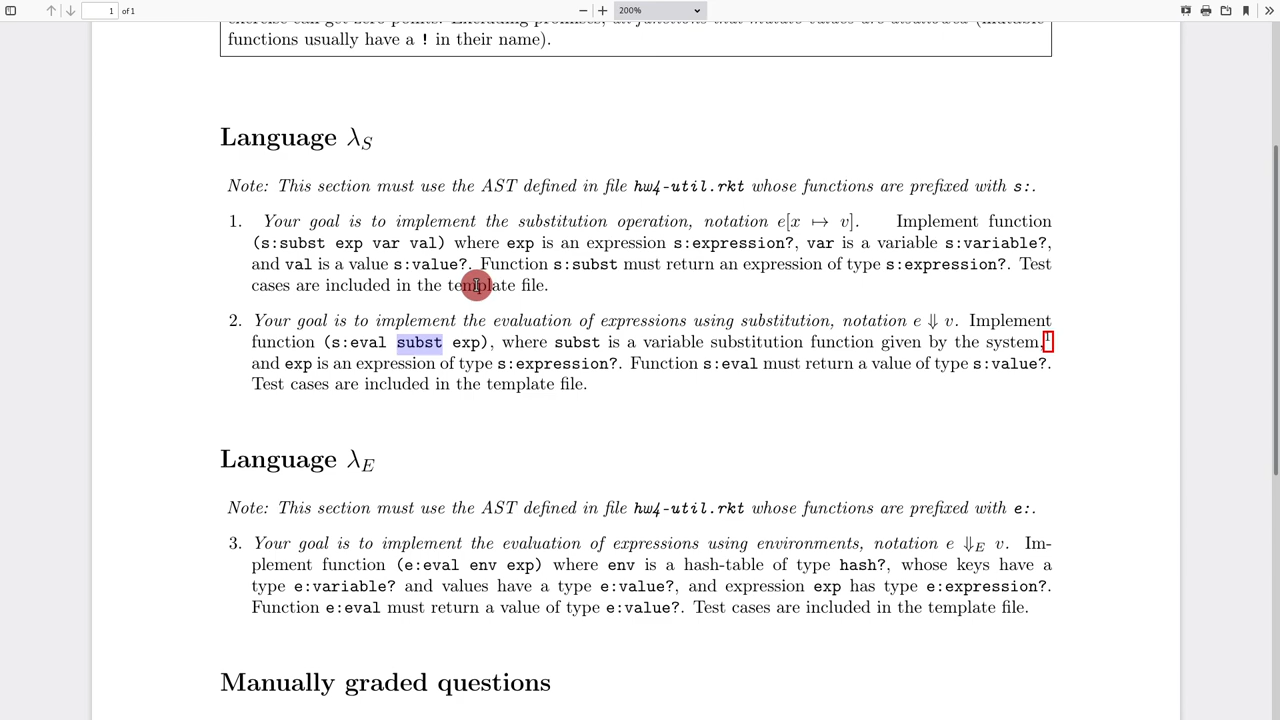 1 of 1 200%
functions usually have a ! in their name).
Language λS
Note: This section must use the AST defined in file hw4-util.rkt whose functions are prefixed with s:.
1. Your goal is to implement the substitution operation, notation e[x ↦ v]. Implement function
(s:subst exp var val) where exp is an expression s:expression?, var is a variable s:variable?,
and val is a value s:value?. Function s:subst must return an expression of type s:expression?. Test
cases are included in the template file.
2. Your goal is to implement the evaluation of expressions using substitution, notation e ⇓ v. Implement
function (s:eval subst exp), where subst is a variable substitution function given by the system,1
and exp is an expression of type s:expression?. Function s:eval must return a value of type s:value?.
Test cases are included in the template file.
Language λE
Note: This section must use the AST defined in file hw4-util.rkt whose functions are prefixed with e:.
3. Your goal is to implement the evaluation of expressions using environments, notation e ⇓E v. Im-
plement function (e:eval env exp) where env is a hash-table of type hash?, whose keys have a
type e:variable? and values have a type e:value?, and expression exp has type e:expression?.
Function e:eval must return a value of type e:value?. Test cases are included in the template file.
Manually graded questions